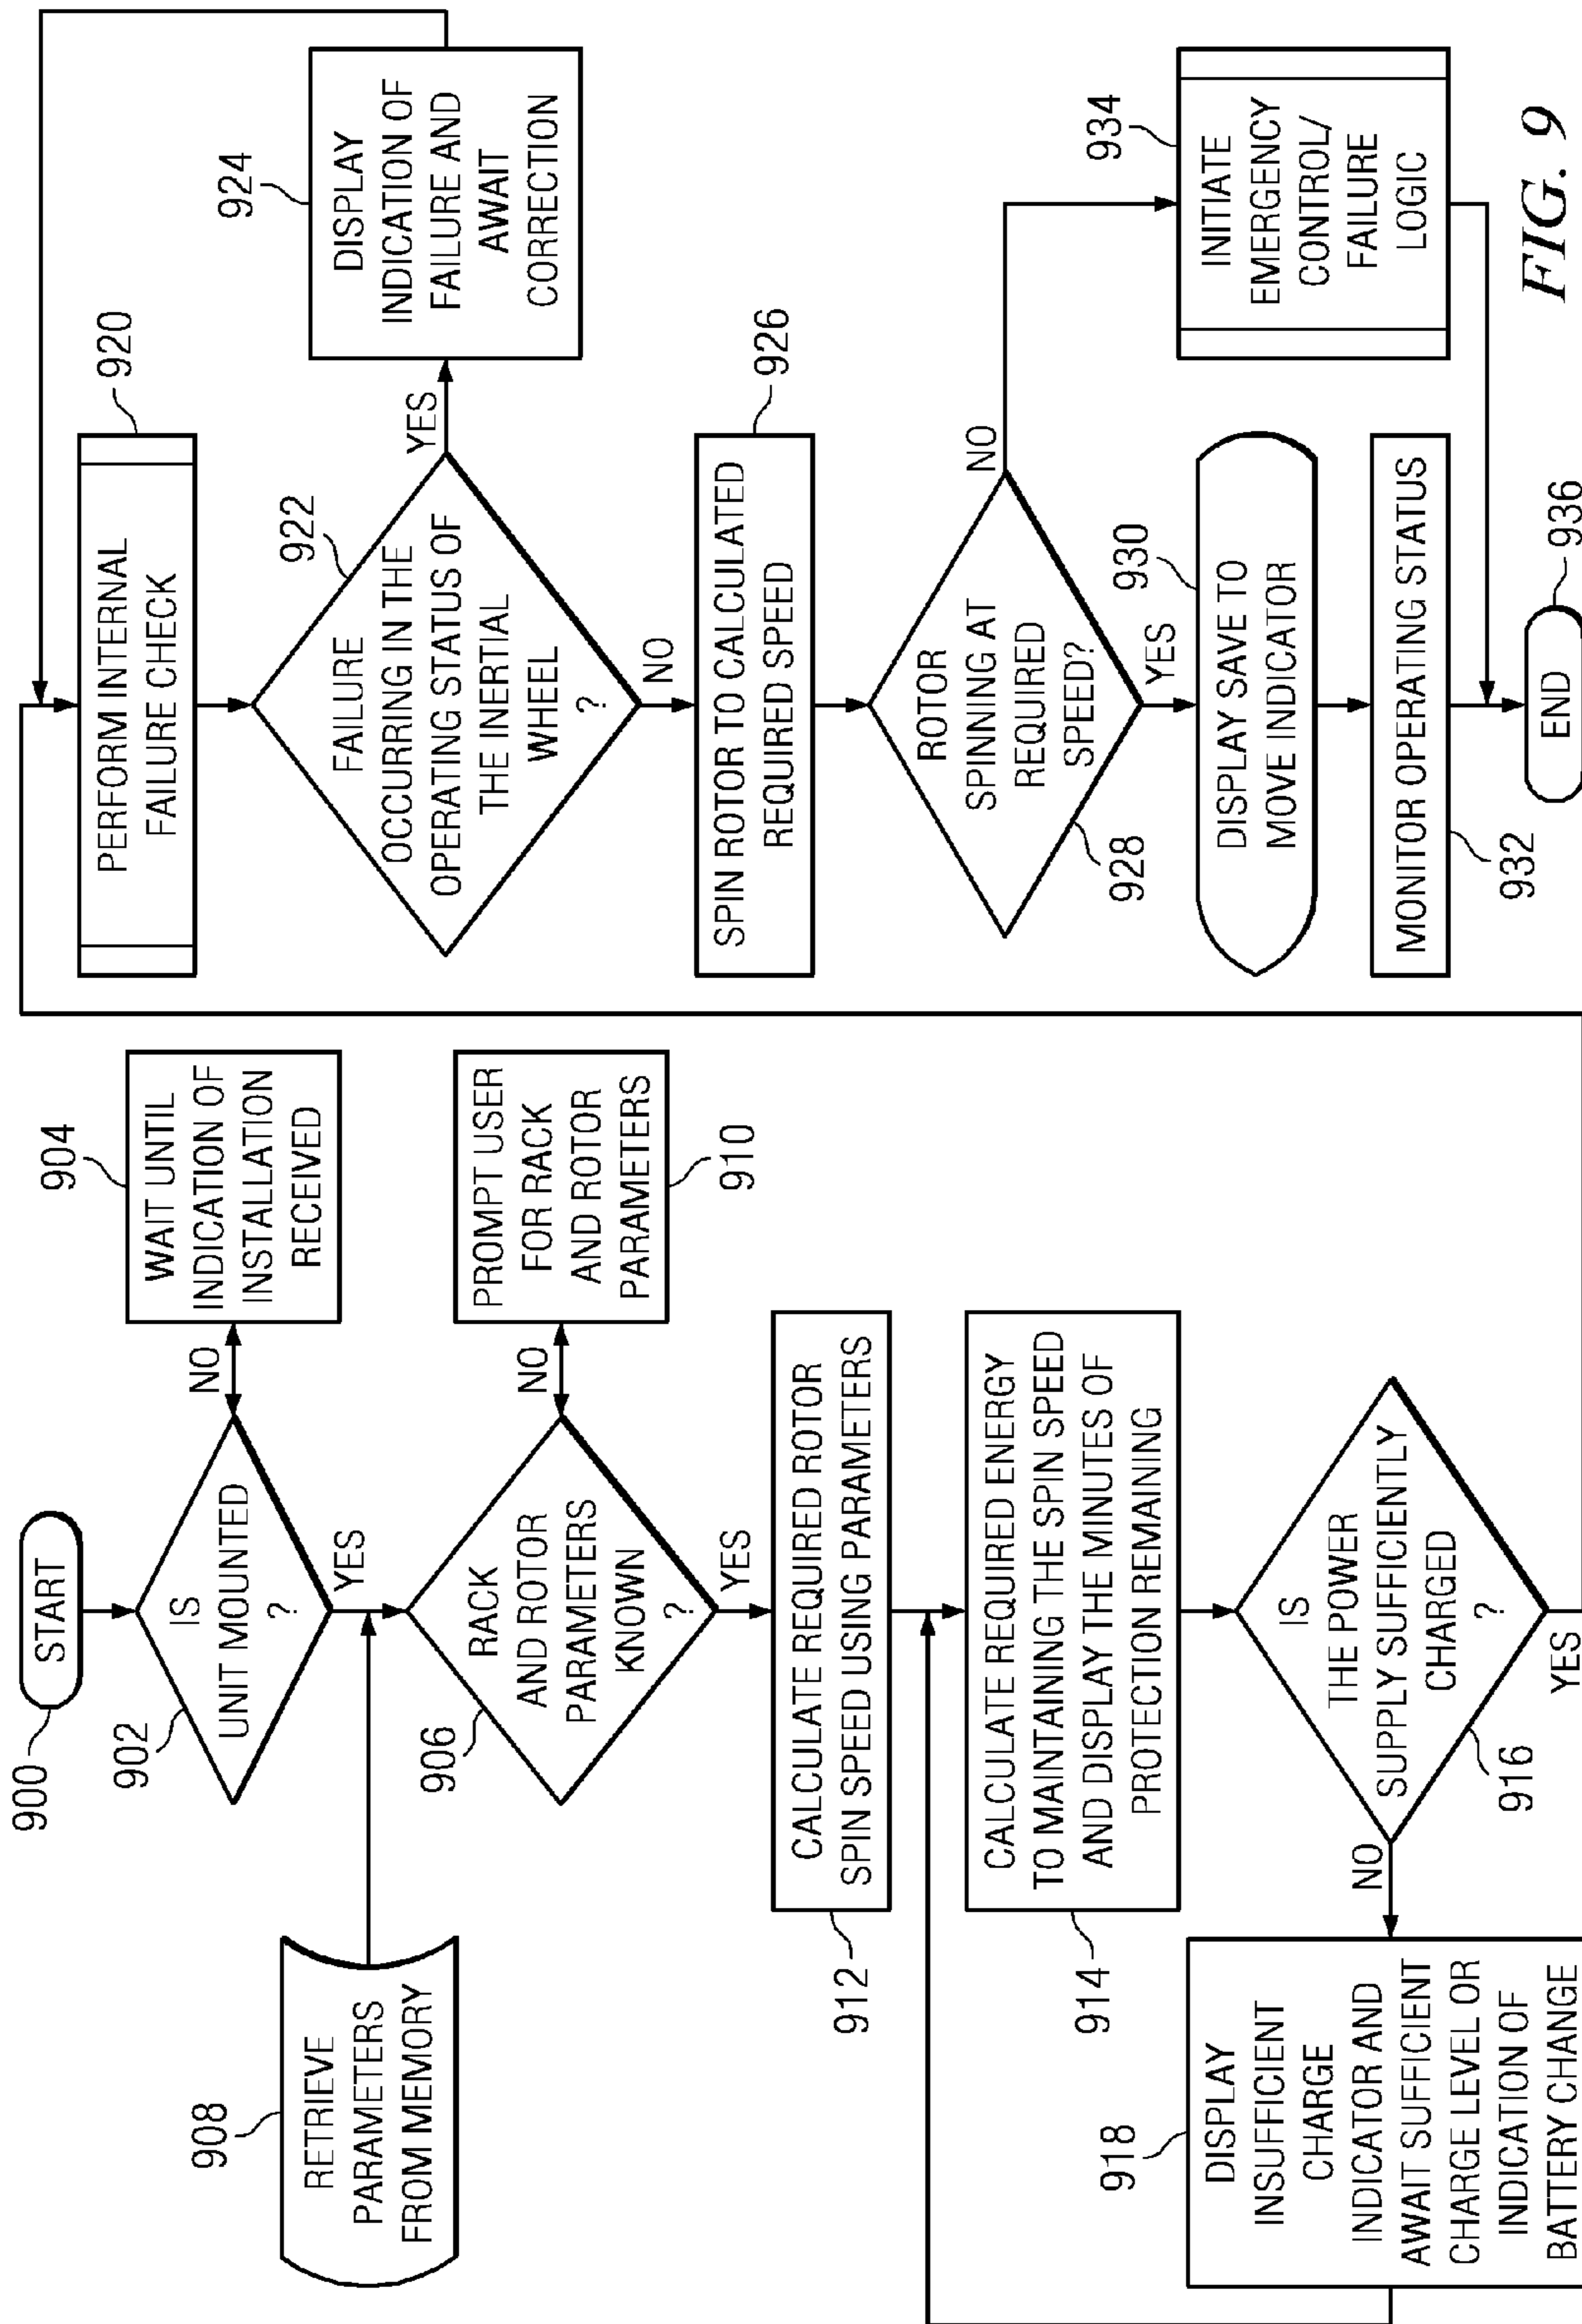 900
START
902
IS
UNIT MOUNTED
?
NO
904
WAIT UNTIL
INDICATION OF
INSTALLATION
RECEIVED
YES
908
RETRIEVE
PARAMETERS
FROM MEMORY
906
RACK
AND ROTOR
PARAMETERS
KNOWN
?
NO
PROMPT USER
FOR RACK
AND ROTOR
PARAMETERS
910
YES
912
CALCULATE REQUIRED ROTOR
SPIN SPEED USING PARAMETERS
914
CALCULATE REQUIRED ENERGY
TO MAINTAINING THE SPIN SPEED
AND DISPLAY THE MINUTES OF
PROTECTION REMAINING
IS
THE POWER
SUPPLY SUFFICIENTLY
CHARGED
?
916
NO
918
DISPLAY
INSUFFICIENT
CHARGE
INDICATOR AND
AWAIT SUFFICIENT
CHARGE LEVEL OR
INDICATION OF
BATTERY CHANGE
YES
PERFORM INTERNAL
FAILURE CHECK
920
922
FAILURE
OCCURRING IN THE
OPERATING STATUS OF
THE INERTIAL
WHEEL
?
YES
924
DISPLAY
INDICATION OF
FAILURE AND
AWAIT
CORRECTION
NO
926
SPIN ROTOR TO CALCULATED
REQUIRED SPEED
ROTOR
SPINNING AT
REQUIRED
SPEED?
928
NO
934
INITIATE
EMERGENCY
CONTROL/
FAILURE
LOGIC
YES
930
DISPLAY SAVE TO
MOVE INDICATOR
MONITOR OPERATING STATUS
932
END
936
FIG. 9